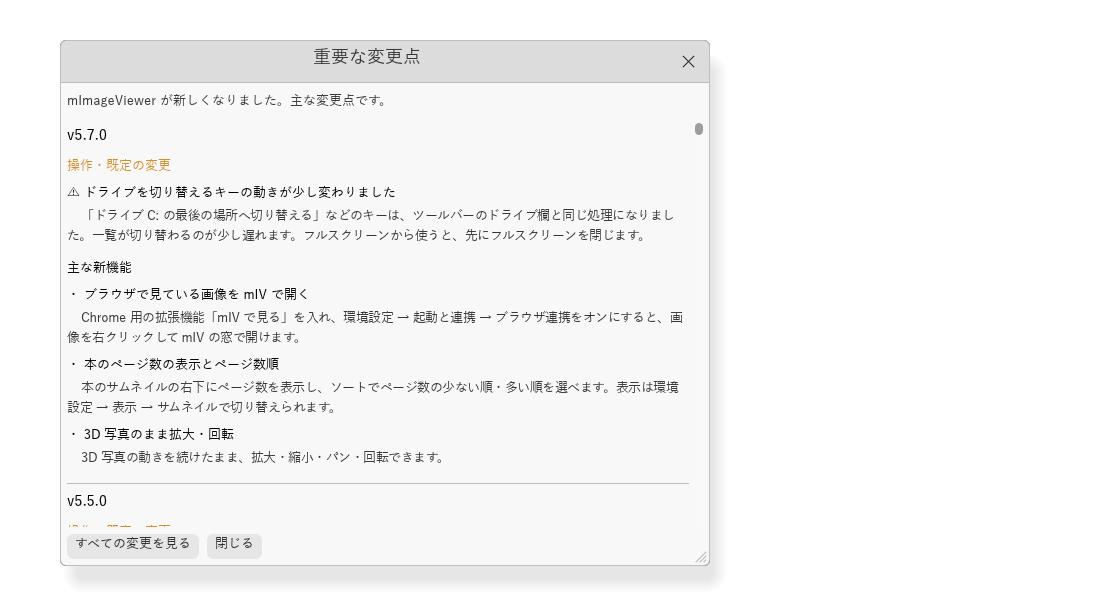 重要な変更点
mImageViewer が新しくなりました。主な変更点です。
v5.7.0
操作・既定の変更
⚠ ドライブを切り替えるキーの動きが少し変わりました
「ドライブ C: の最後の場所へ切り替える」などのキーは、ツールバーのドライブ欄と同じ処理になりまし
た。一覧が切り替わるのが少し遅れます。フルスクリーンから使うと、先にフルスクリーンを閉じます。
主な新機能
・ ブラウザで見ている画像を mIV で開く
Chrome 用の拡張機能「mIV で見る」を入れ、環境設定 → 起動と連携 → ブラウザ連携をオンにすると、画
像を右クリックして mIV の窓で開けます。
・ 本のページ数の表示とページ数順
本のサムネイルの右下にページ数を表示し、ソートでページ数の少ない順・多い順を選べます。表示は環境
設定 → 表示 → サムネイルで切り替えられます。
・ 3D 写真のまま拡大・回転
3D 写真の動きを続けたまま、拡大・縮小・パン・回転できます。
v5.5.0
すべての変更を見る
閉じる